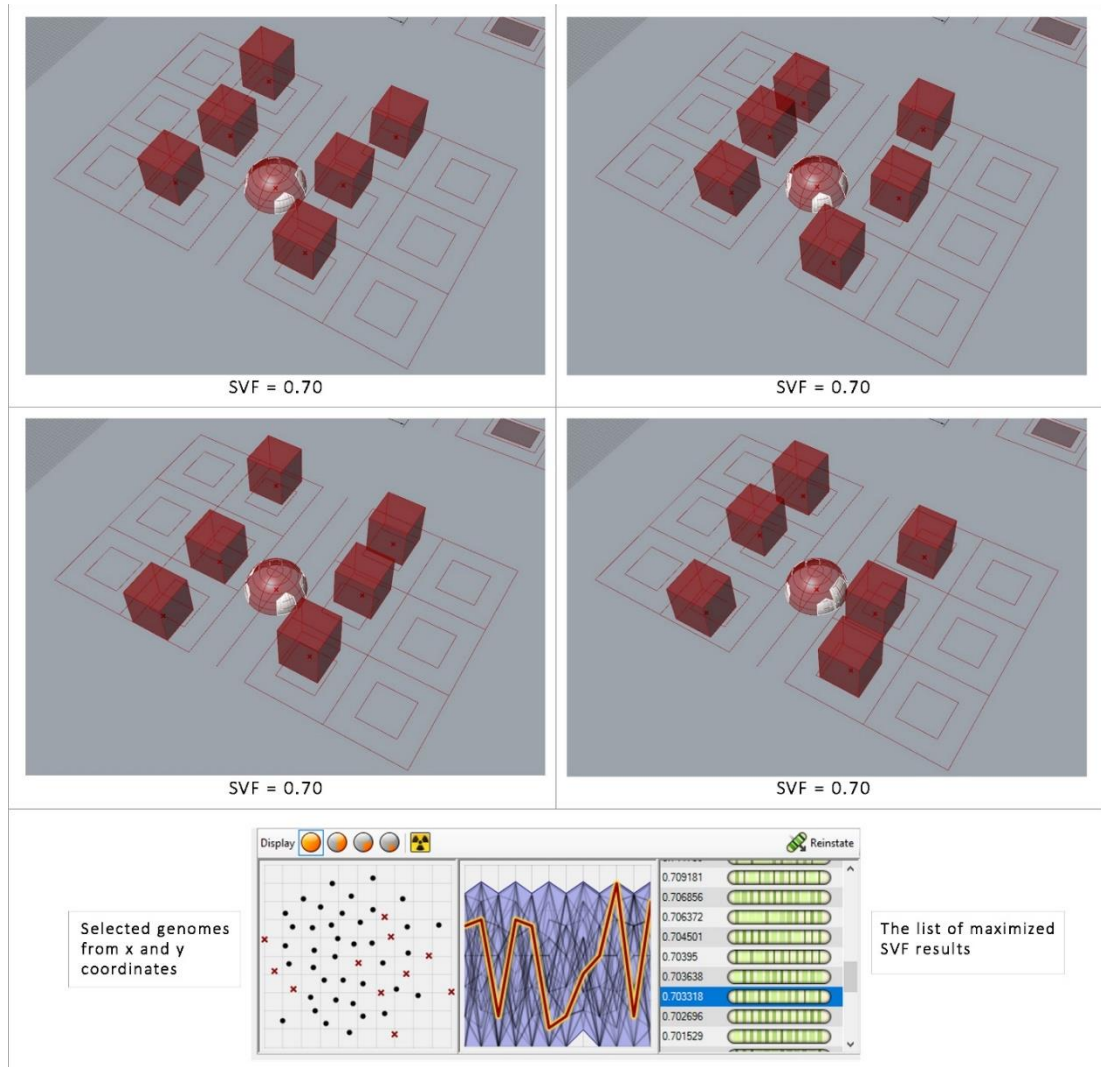 SVF = 0.70
SVF = 0.70
SVF = 0.70
SVF = 0.70
Display
Reinstate
Selected genomes
from x and y
coordinates
0.709181
0.706856
0.706372
0.704501
0.70395
0.703638
0.703318
0.702696
0.701529
The list of maximized
SVF results